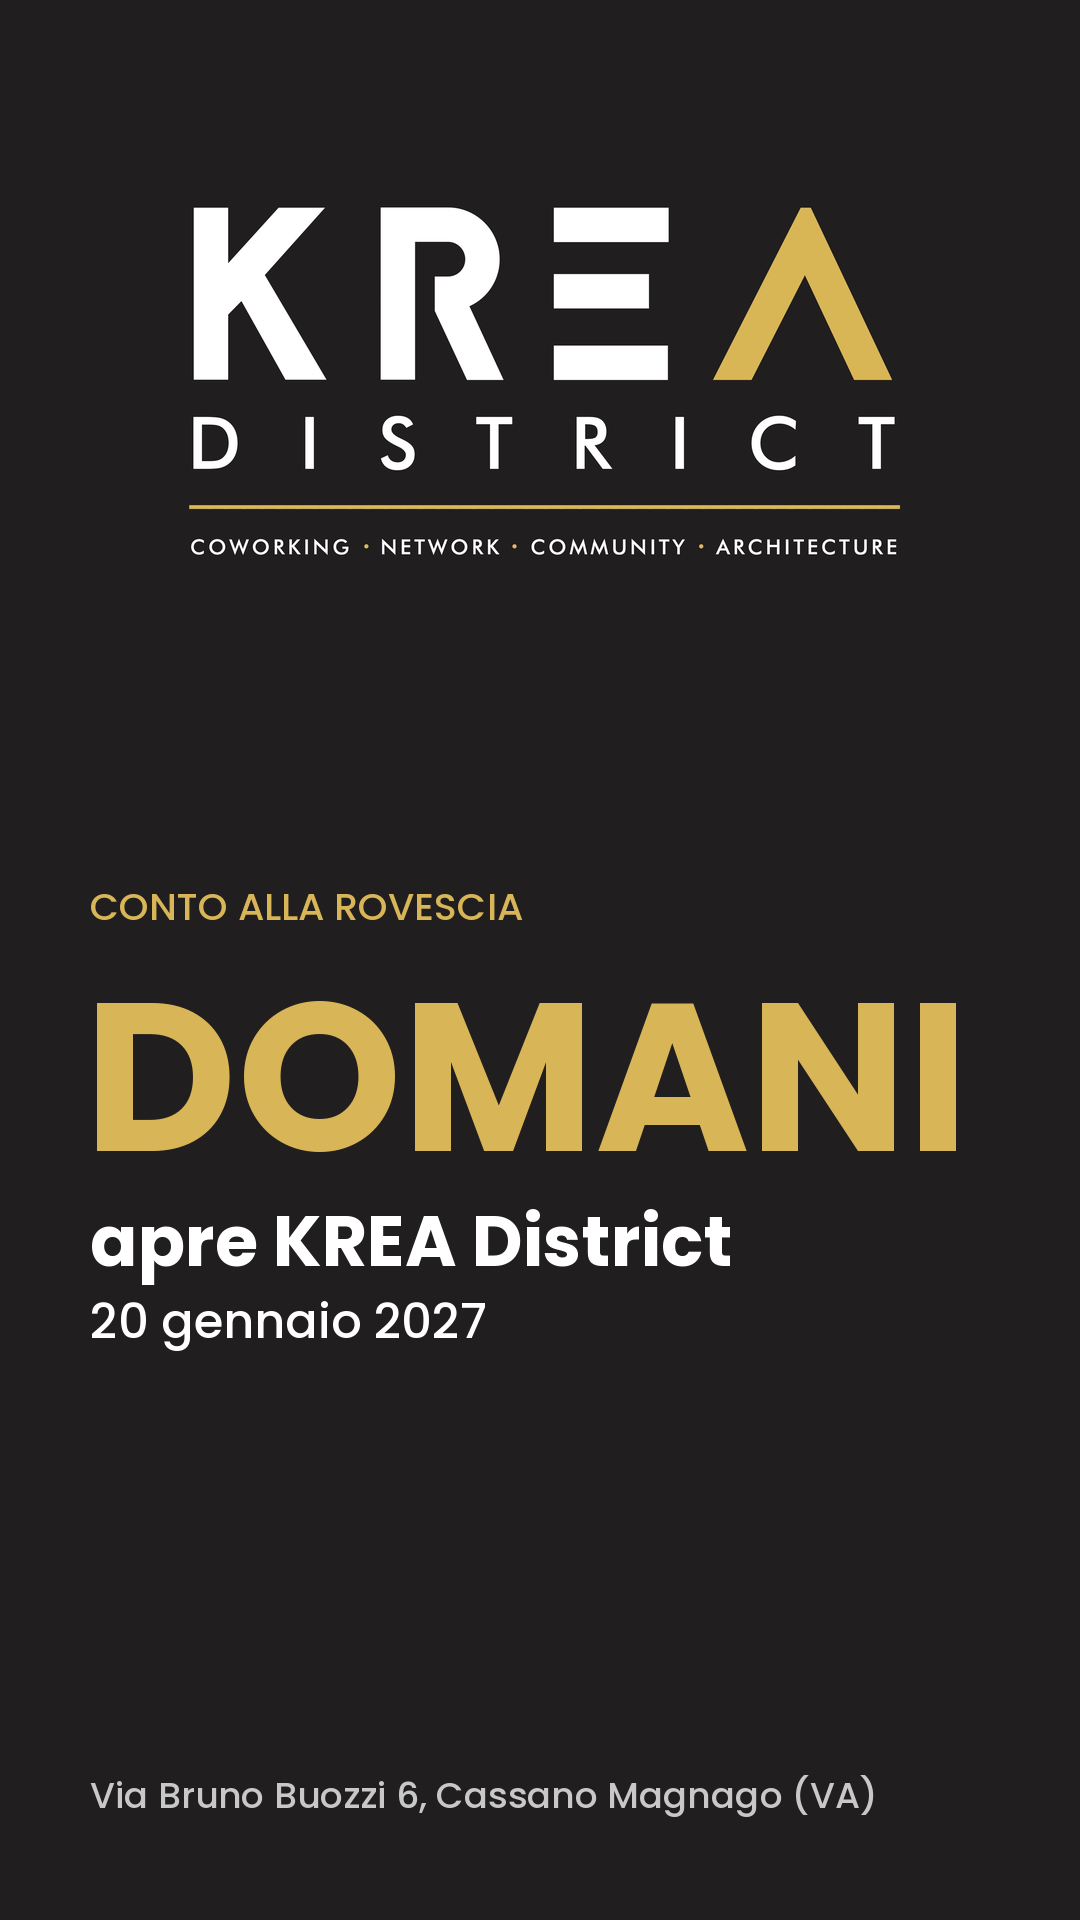 KREA
DISTRICT
COWORKING · NETWORK · COMMUNITY · ARCHITECTURE
CONTO ALLA ROVESCIA
DOMANI
apre KREA District
20 gennaio 2027
Via Bruno Buozzi 6, Cassano Magnago (VA)